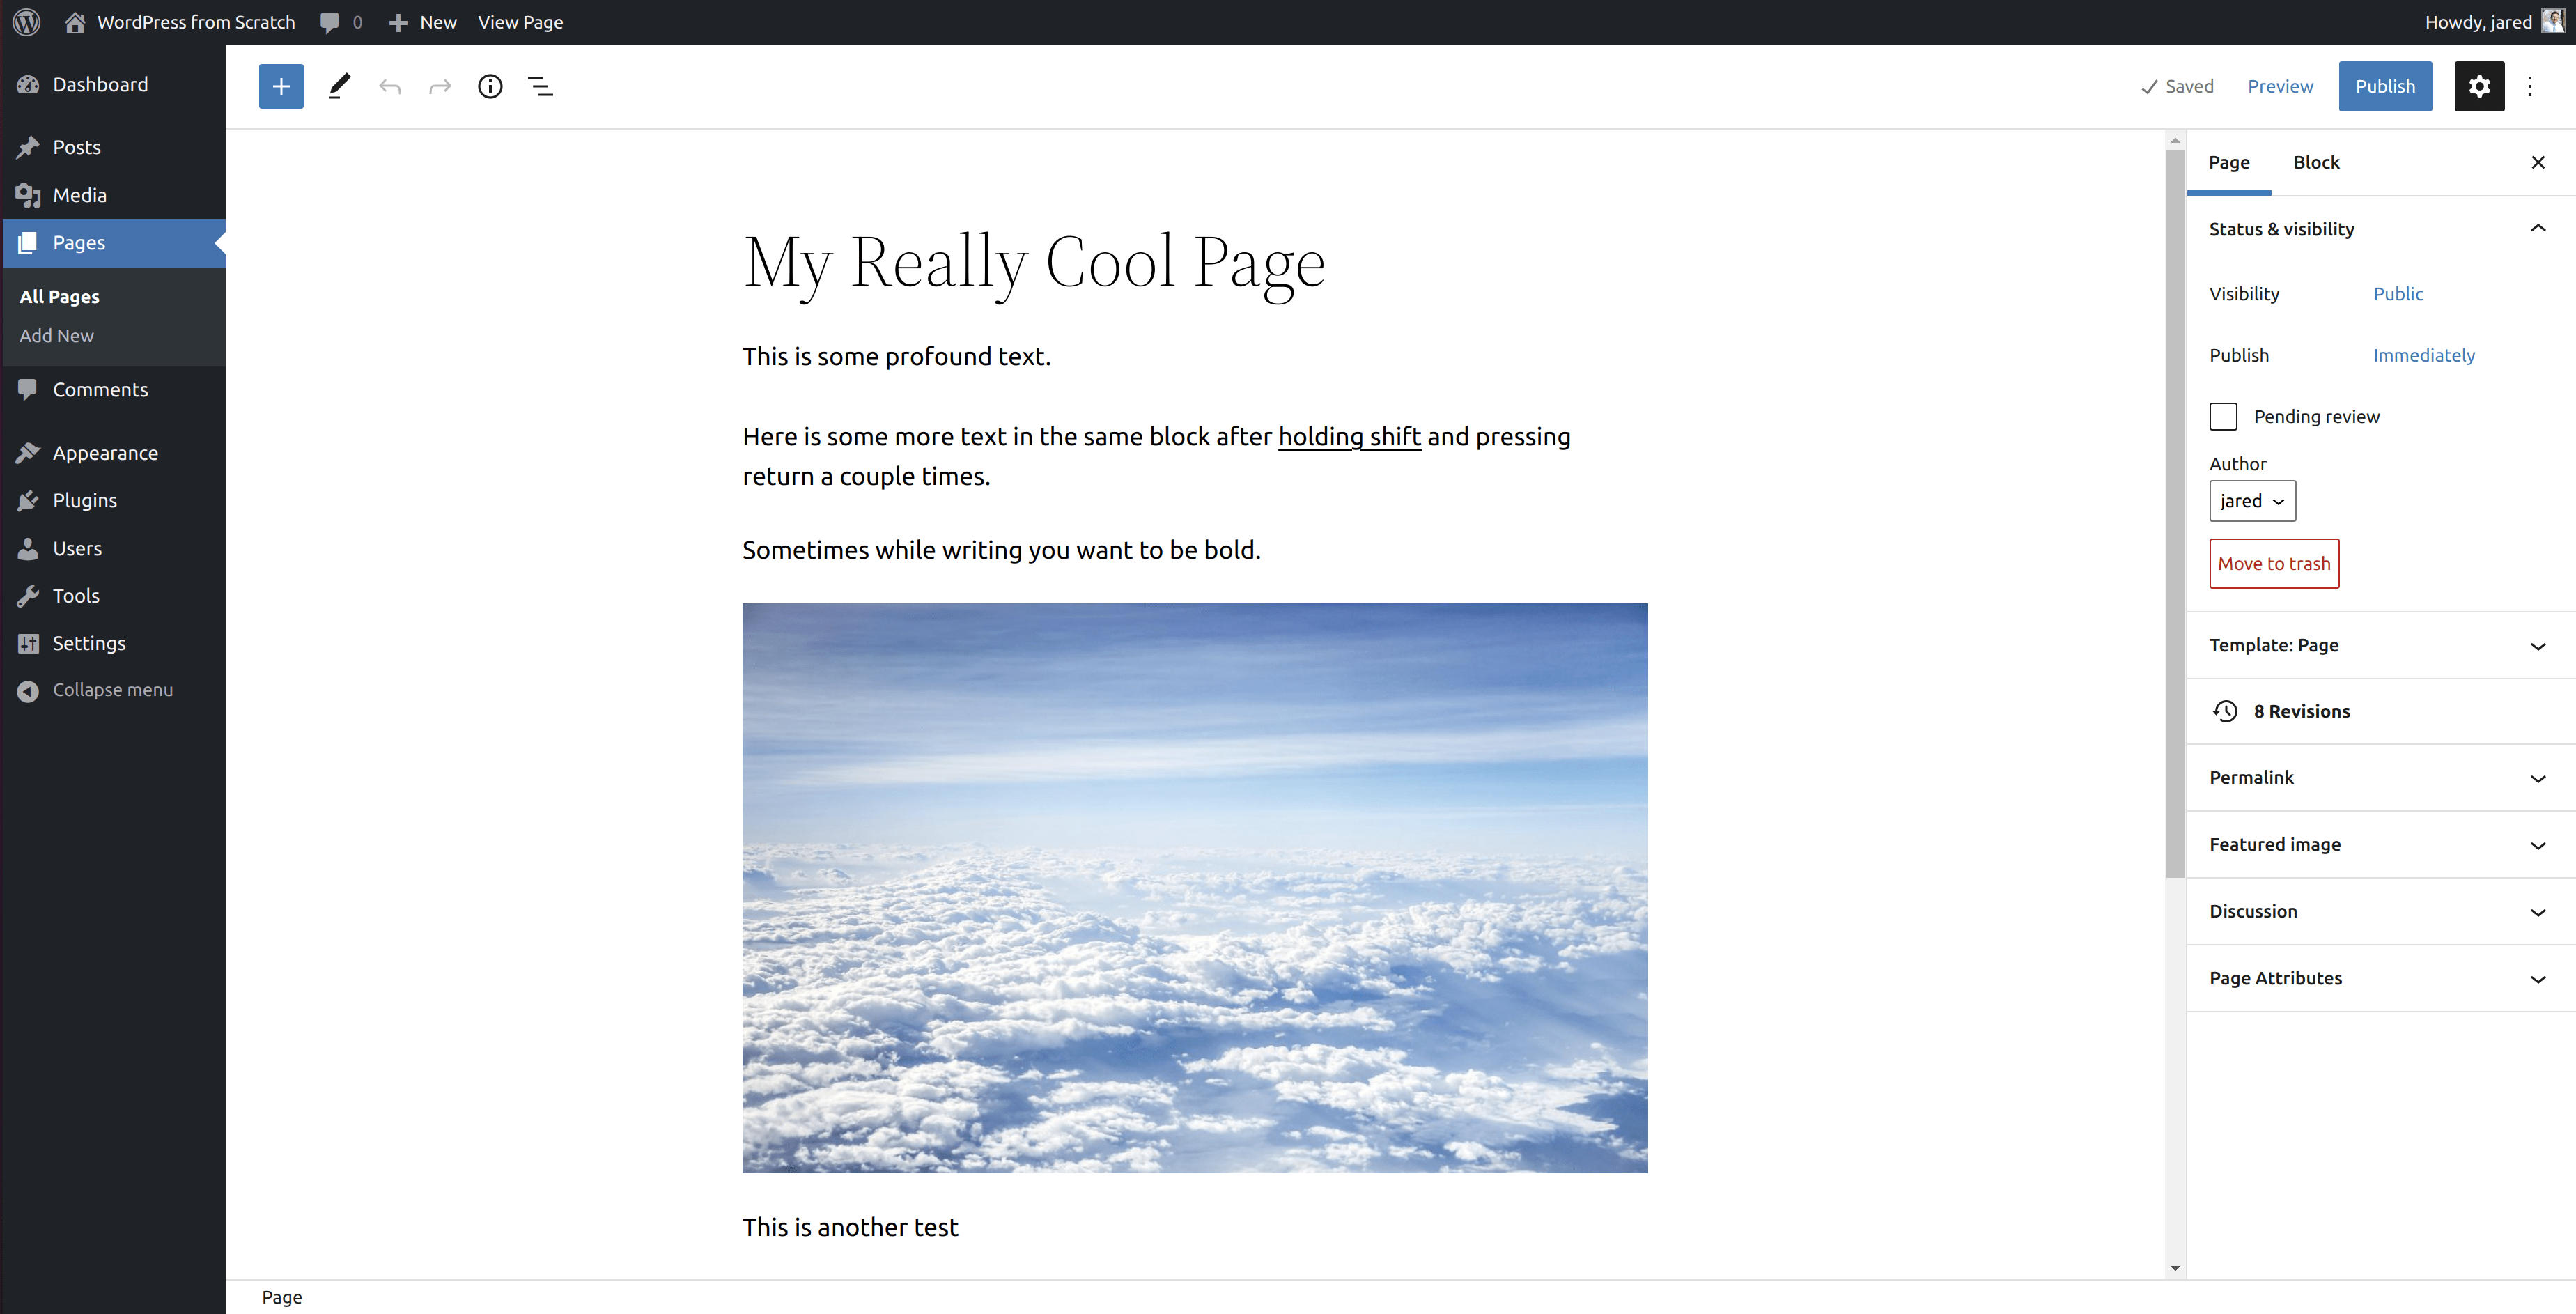 WordPress from Scratch 0 New View Page Howdy, jared
Dashboard
Posts
Media
Pages
All Pages
Add New
Comments
Appearance
Plugins
Users
Tools
Settings
Collapse menu
Saved Preview Publish
My Really Cool Page
This is some profound text.
Here is some more text in the same block after holding shift and pressing
return a couple times.
Sometimes while writing you want to be bold.
This is another test
Page
Page Block
Status & visibility
Visibility Public
Publish Immediately
Pending review
Author
jared
Move to trash
Template: Page
8 Revisions
Permalink
Featured image
Discussion
Page Attributes